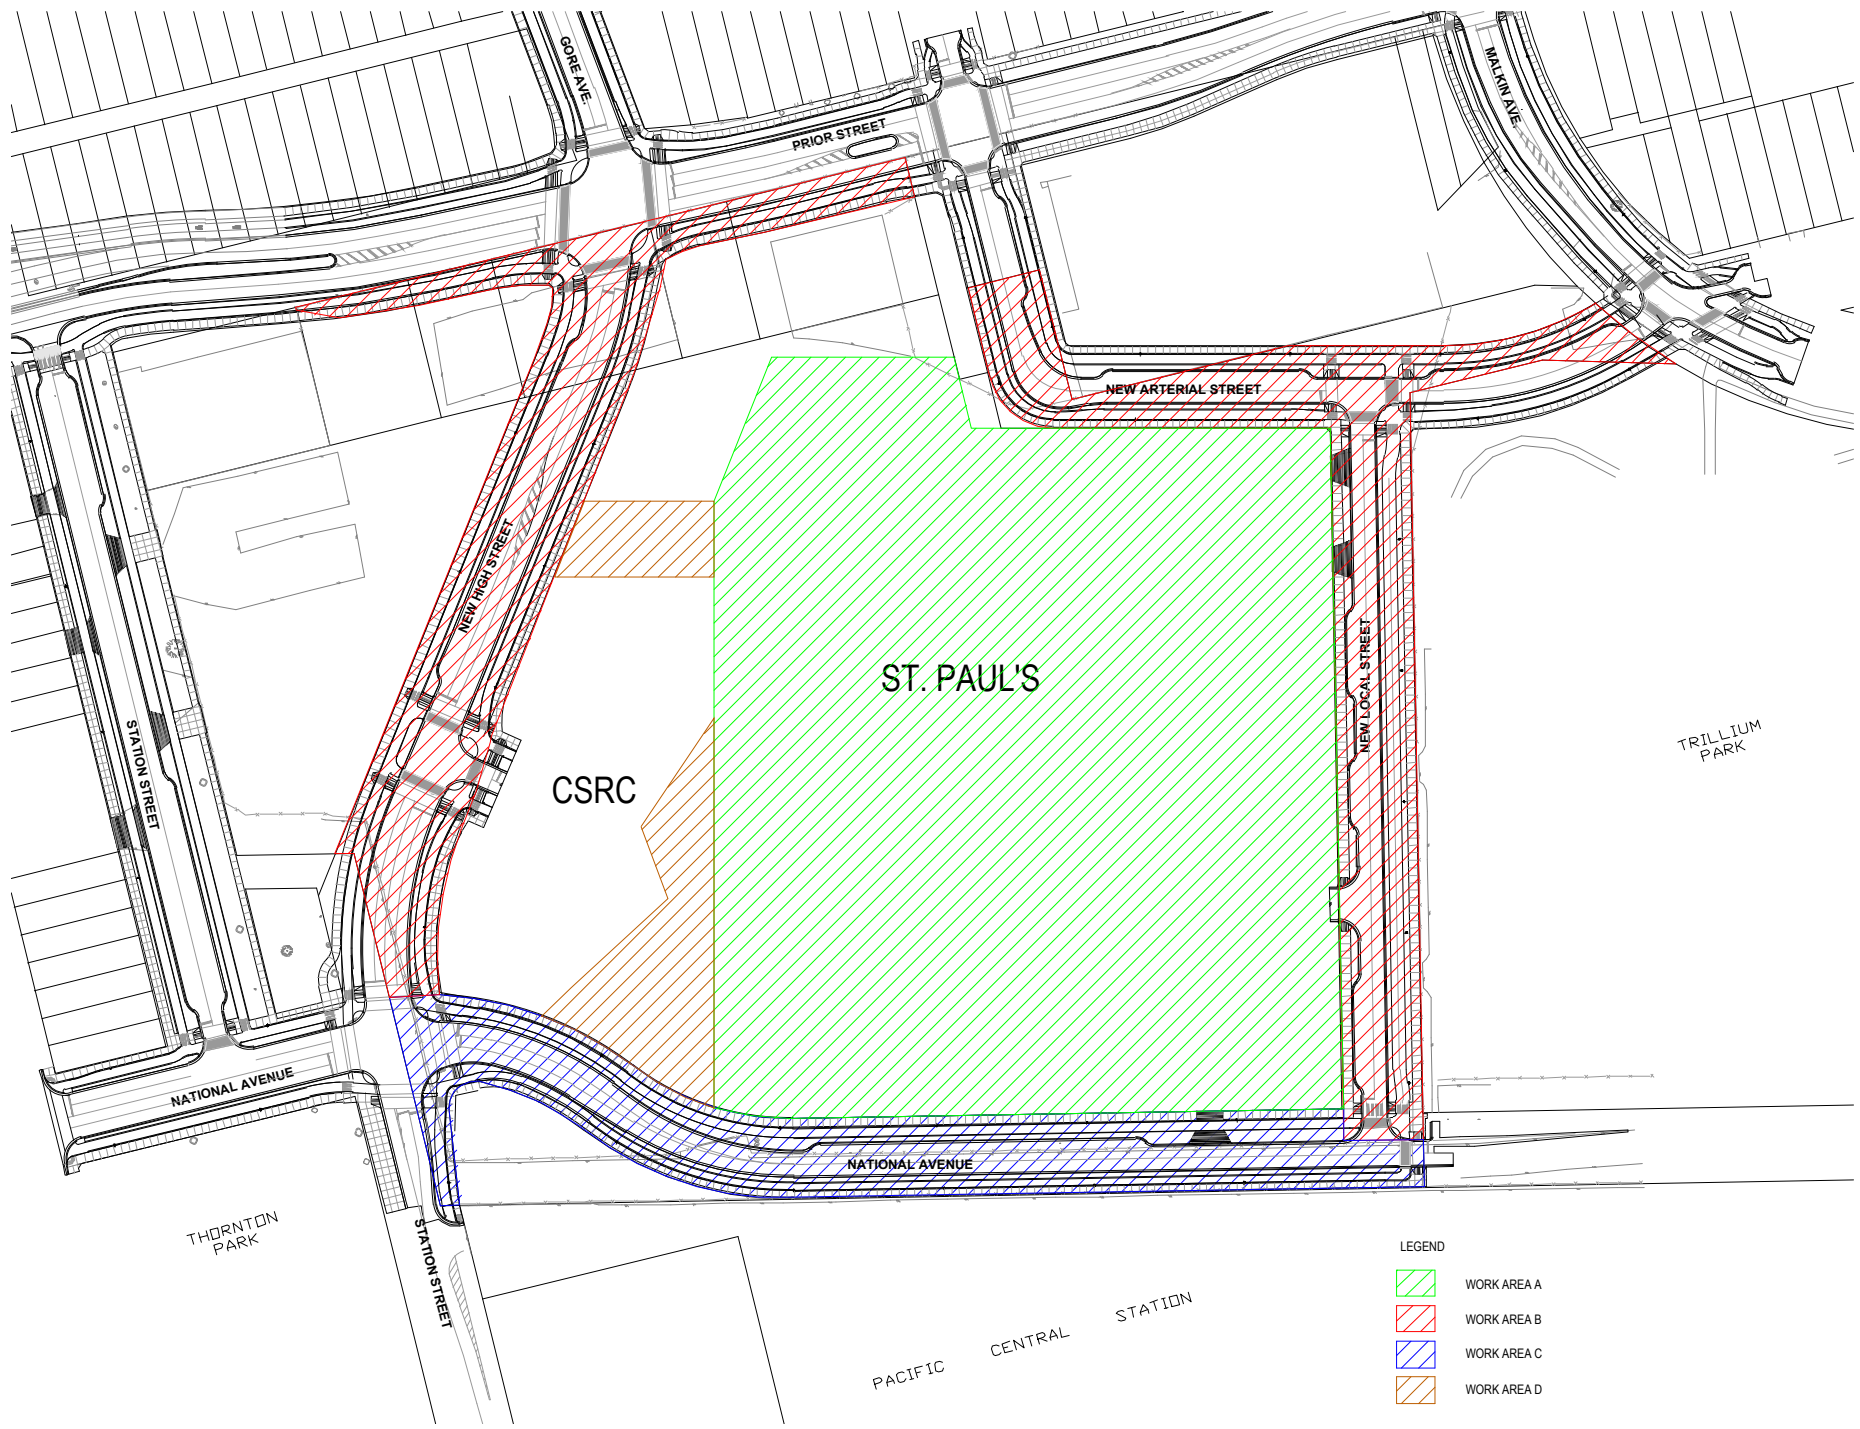 GORE AVE.
MALKIN AVE.
PRIOR STREET
NEW ARTERIAL STREET
NEW HIGH STREET
ST. PAUL'S
NEW LOCAL STREET
STATION STREET
TRILLIUM
PARK
CSRC
NATIONAL AVENUE
NATIONAL AVENUE
THORNTON
PARK
STATION STREET
PACIFIC CENTRAL STATION
LEGEND
WORK AREA A
WORK AREA B
WORK AREA C
WORK AREA D